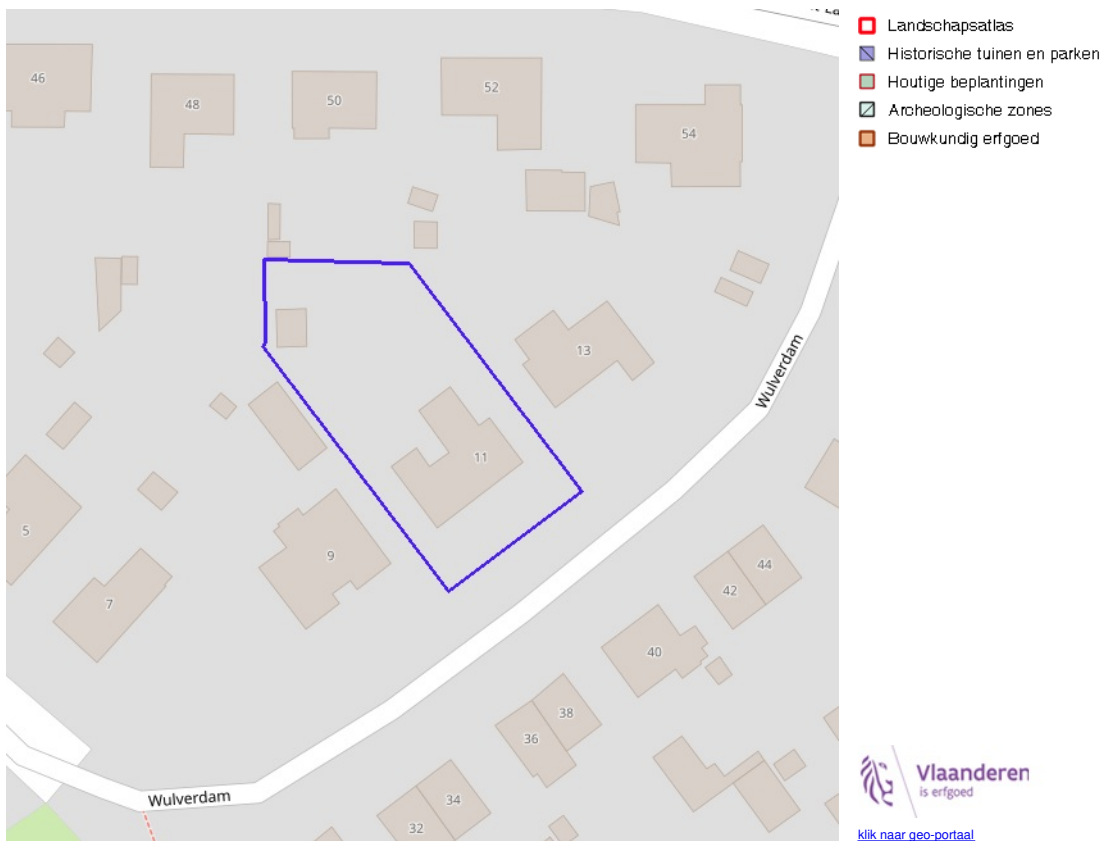 Landschapsatlas
Historische tuinen en parken
Houtige beplantingen
Archeologische zones
Bouwkundig erfgoed
46
48
50
52
54
13
11
9
5
7
Wulverdam
44
42
40
38
36
34
32
Wulverdam
Vlaanderen
is erfgoed
klik naar geo-portaal